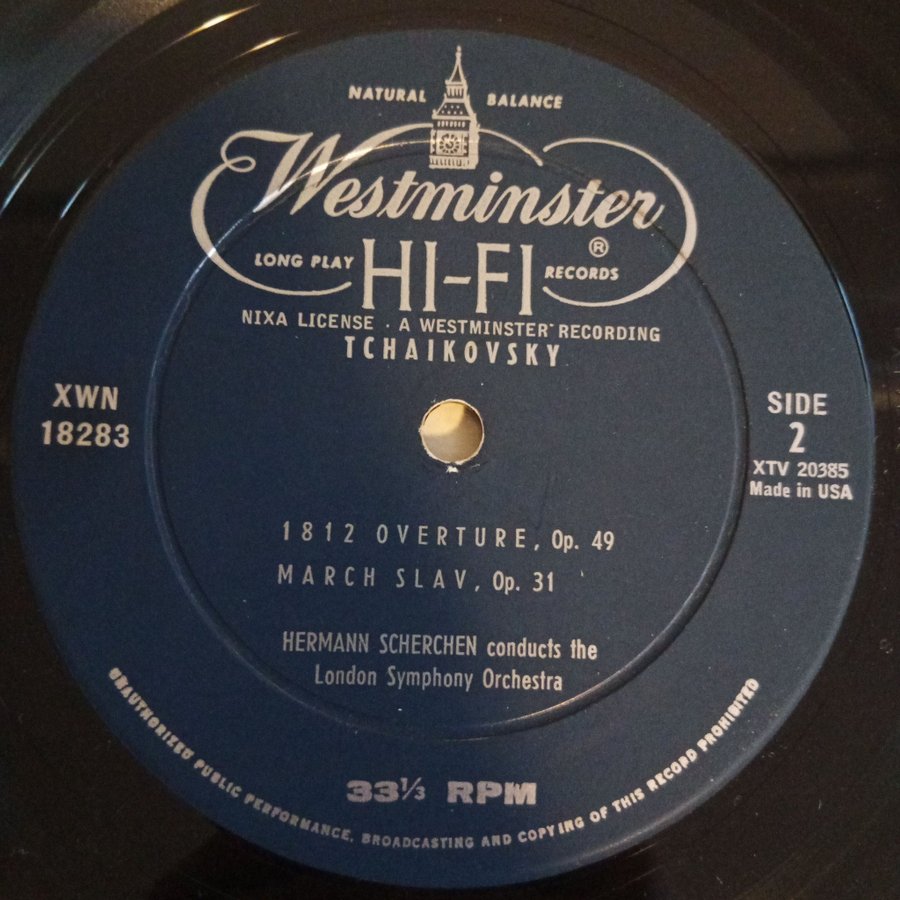 NATURAL BALANCE
Westminster
LONG PLAY HI-FI RECORDS ®
NIXA LICENSE · A WESTMINSTER RECORDING
TCHAIKOVSKY
XWN
18283
SIDE
2
XTV 20385
Made in USA
1812 OVERTURE, Op. 49
MARCH SLAV, Op. 31
HERMANN SCHERCHEN conducts the
London Symphony Orchestra
33⅓ RPM
UNAUTHORIZED PUBLIC PERFORMANCE, BROADCASTING AND COPYING OF THIS RECORD PROHIBITED